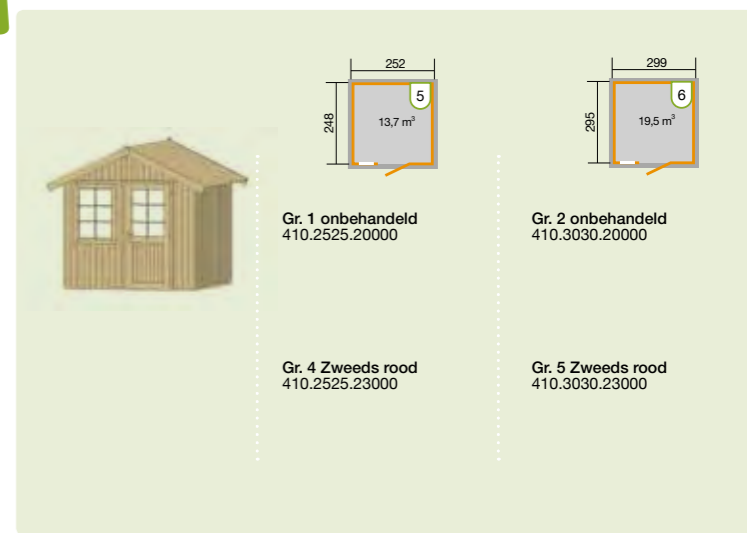 252
248
5
13,7 m³
Gr. 1 onbehandeld
410.2525.20000
Gr. 4 Zweeds rood
410.2525.23000
299
295
6
19,5 m³
Gr. 2 onbehandeld
410.3030.20000
Gr. 5 Zweeds rood
410.3030.23000